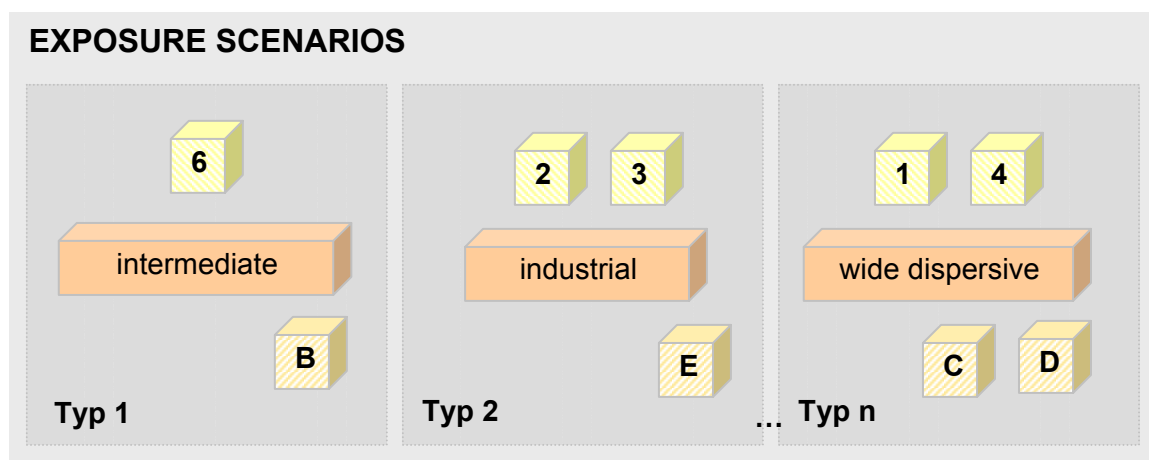 EXPOSURE SCENARIOS
6
intermediate
B
Typ 1
2 3
industrial
E
Typ 2
...
1 4
wide dispersive
C D
Typ n